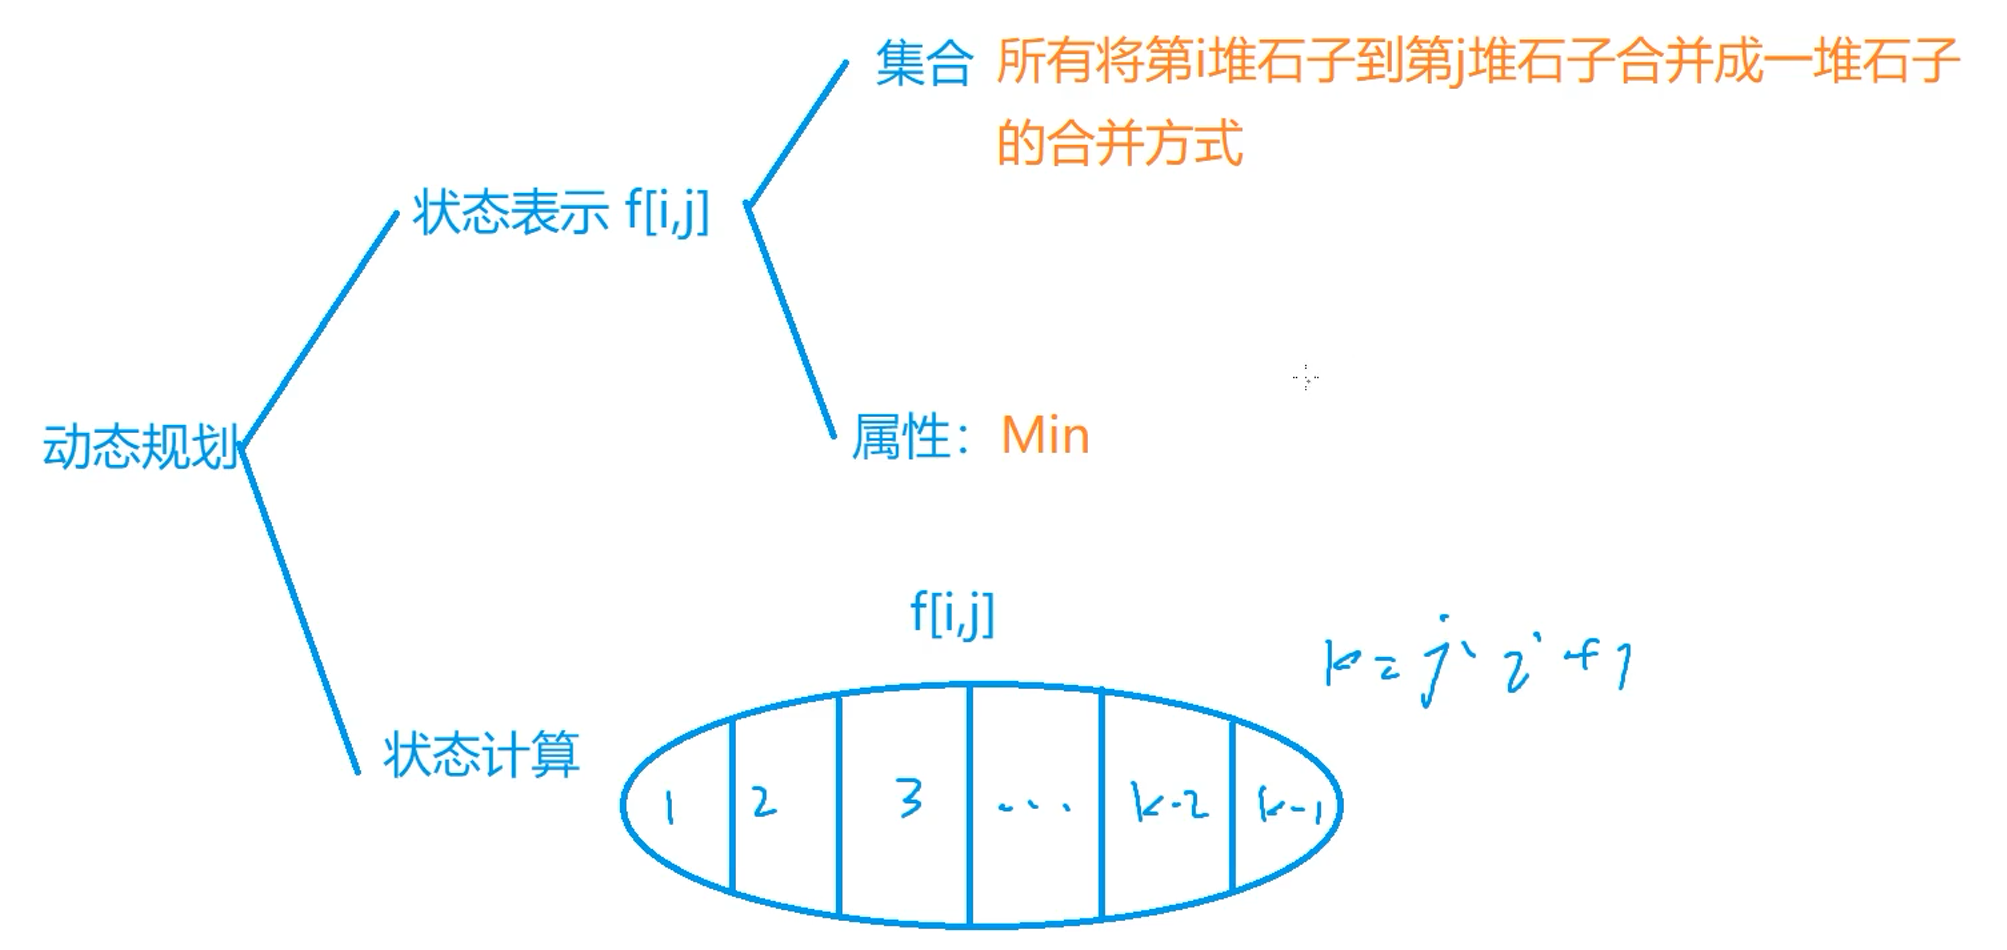 集合 所有将第i堆石子到第j堆石子合并成一堆石子
的合并方式
状态表示 f[i,j]
动态规划
属性：Min
f[i,j]
k=j-i+1
状态计算
1 2 3 ... k-2 k-1